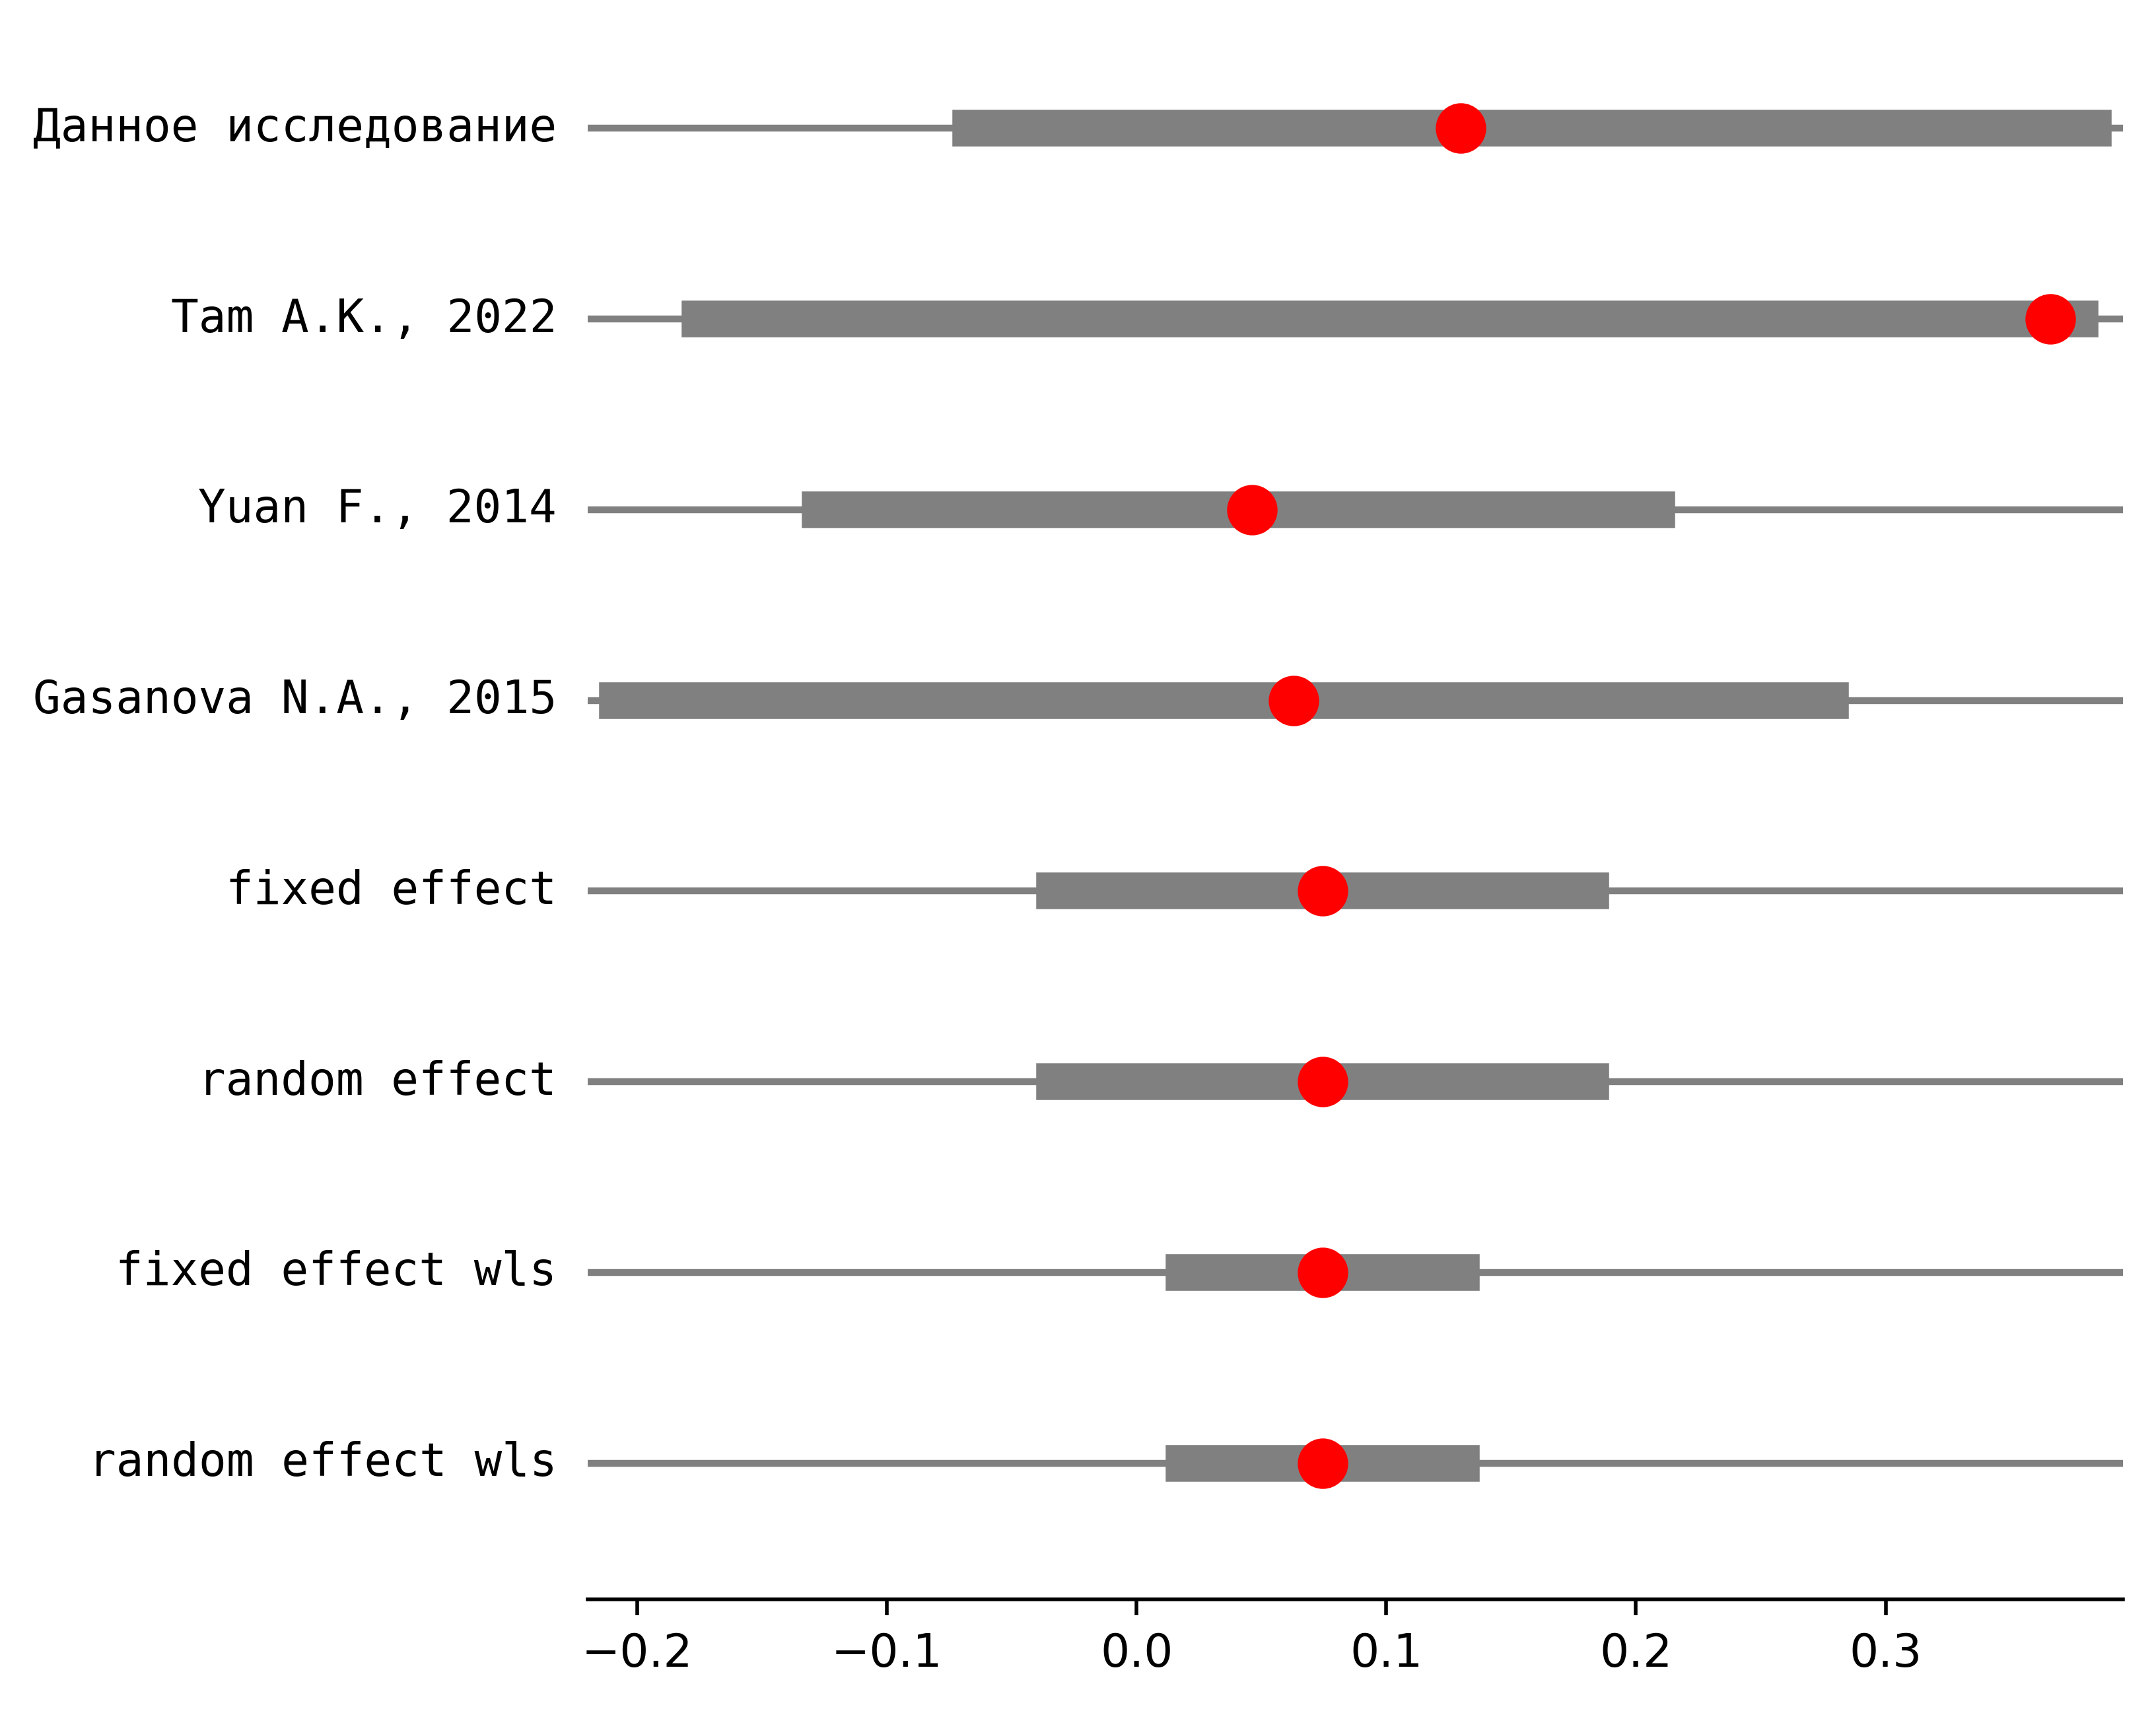 Данное исследование
Tam A.K., 2022
Yuan F., 2014
Gasanova N.A., 2015
fixed effect
random effect
fixed effect wls
random effect wls
−0.2 −0.1 0.0 0.1 0.2 0.3